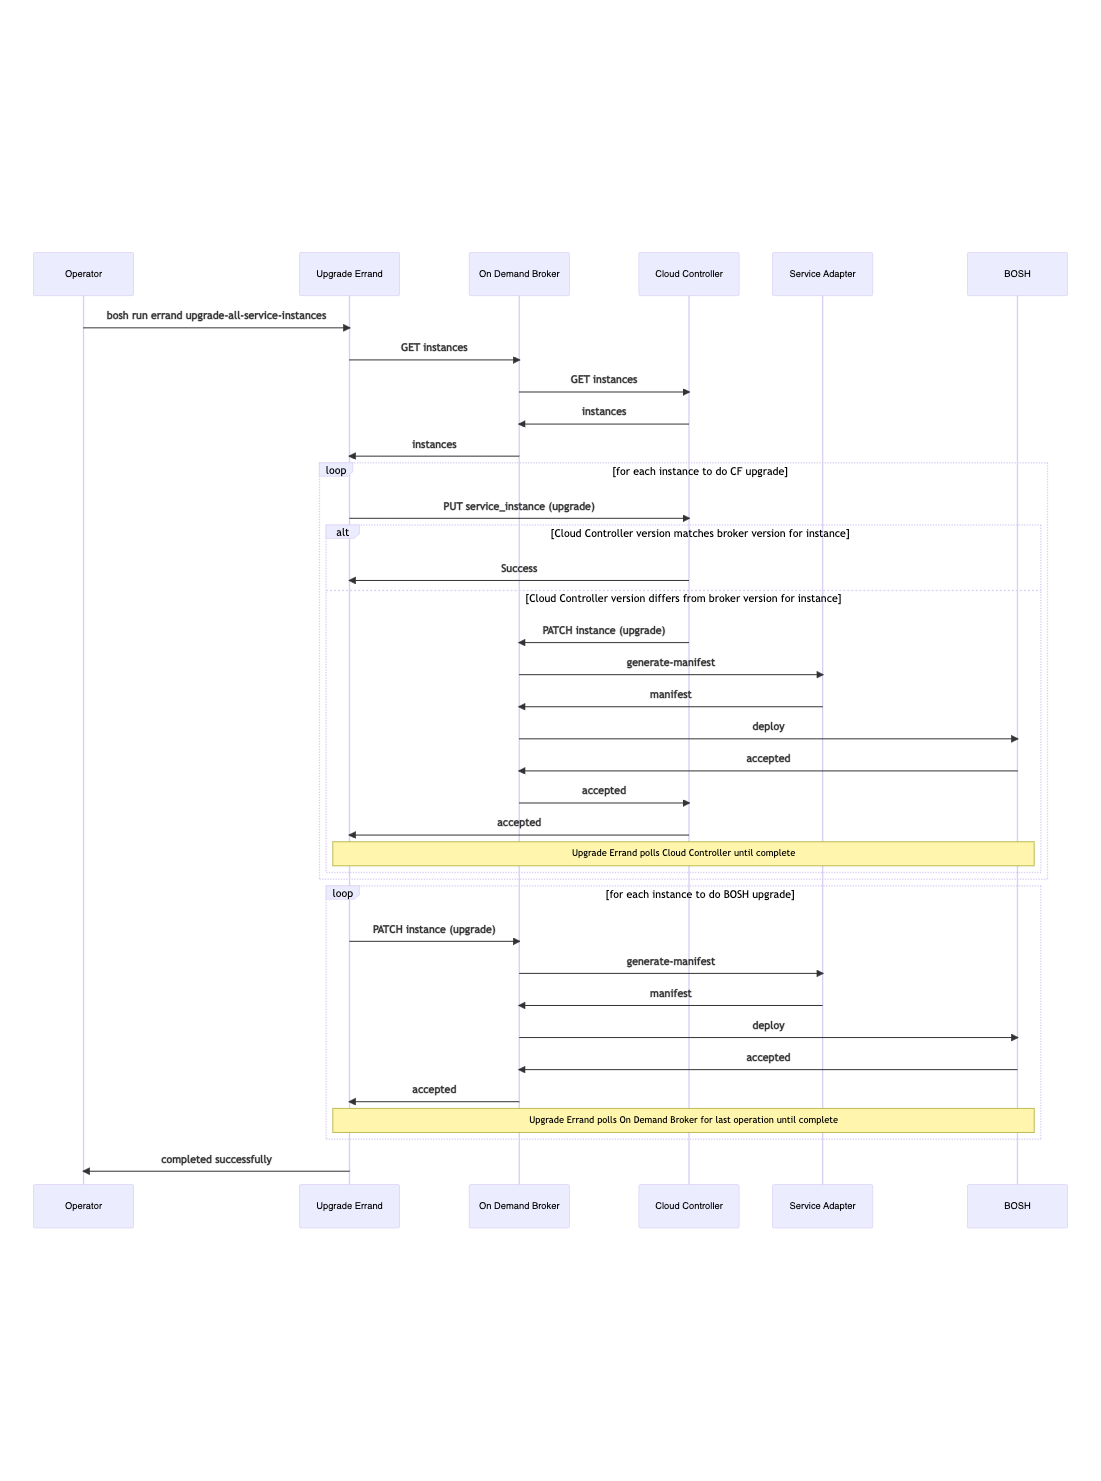 Operator
Upgrade Errand
On Demand Broker
Cloud Controller
Service Adapter
BOSH
bosh run errand upgrade-all-service-instances
GET instances
GET instances
instances
instances
loop
[for each instance to do CF upgrade]
PUT service_instance (upgrade)
alt
[Cloud Controller version matches broker version for instance]
Success
[Cloud Controller version differs from broker version for instance]
PATCH instance (upgrade)
generate-manifest
manifest
deploy
accepted
accepted
accepted
Upgrade Errand polls Cloud Controller until complete
loop
[for each instance to do BOSH upgrade]
PATCH instance (upgrade)
generate-manifest
manifest
deploy
accepted
accepted
Upgrade Errand polls On Demand Broker for last operation until complete
completed successfully
Operator
Upgrade Errand
On Demand Broker
Cloud Controller
Service Adapter
BOSH